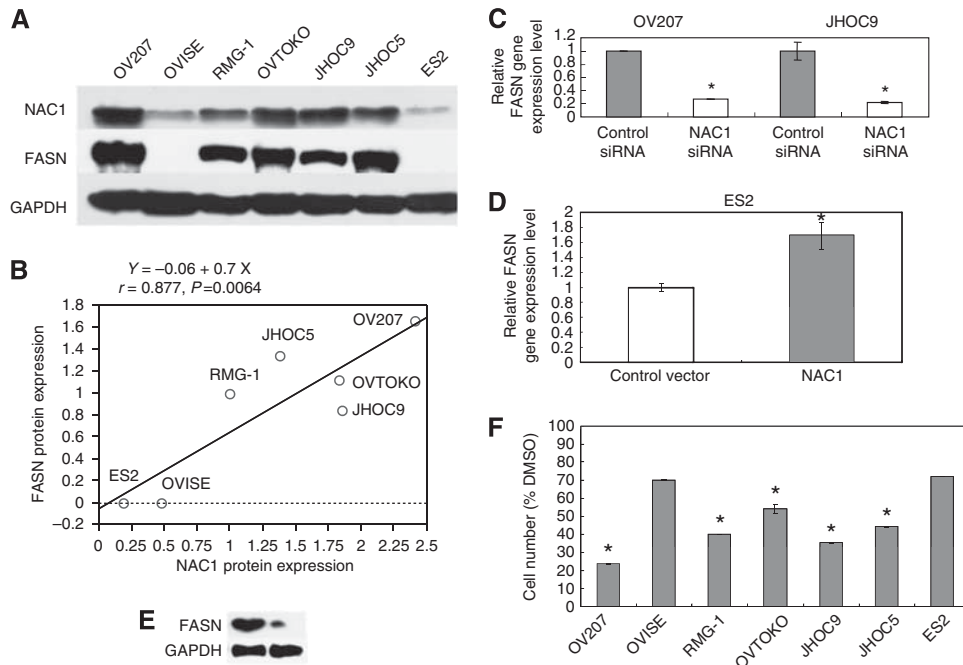 A
OV207
OVISE
RMG-1
OVTOKO
JHOC9
JHOC5
ES2
NAC1
FASN
GAPDH
B
Y = –0.06 + 0.7 X
r = 0.877, P=0.0064
FASN protein expression
1.8
1.6
1.4
1.2
1
0.8
0.6
0.4
0.2
0
–0.2
OV207
JHOC5
RMG-1
OVTOKO
JHOC9
ES2
OVISE
0 0.25 0.5 0.75 1 1.25 1.5 1.75 2 2.25 2.5
NAC1 protein expression
C
OV207 JHOC9
Relative
FASN gene
expression level
1.2
1
0.8
0.6
0.4
0.2
0
* *
Control
siRNA
NAC1
siRNA
Control
siRNA
NAC1
siRNA
D
ES2
Relative FASN
gene expression level
2
1.8
1.6
1.4
1.2
1
0.8
0.6
0.4
0.2
0
*
Control vector NAC1
E
FASN
GAPDH
F
Cell number (% DMSO)
100
90
80
70
60
50
40
30
20
10
0
* * * * *
OV207
OVISE
RMG-1
OVTOKO
JHOC9
JHOC5
ES2